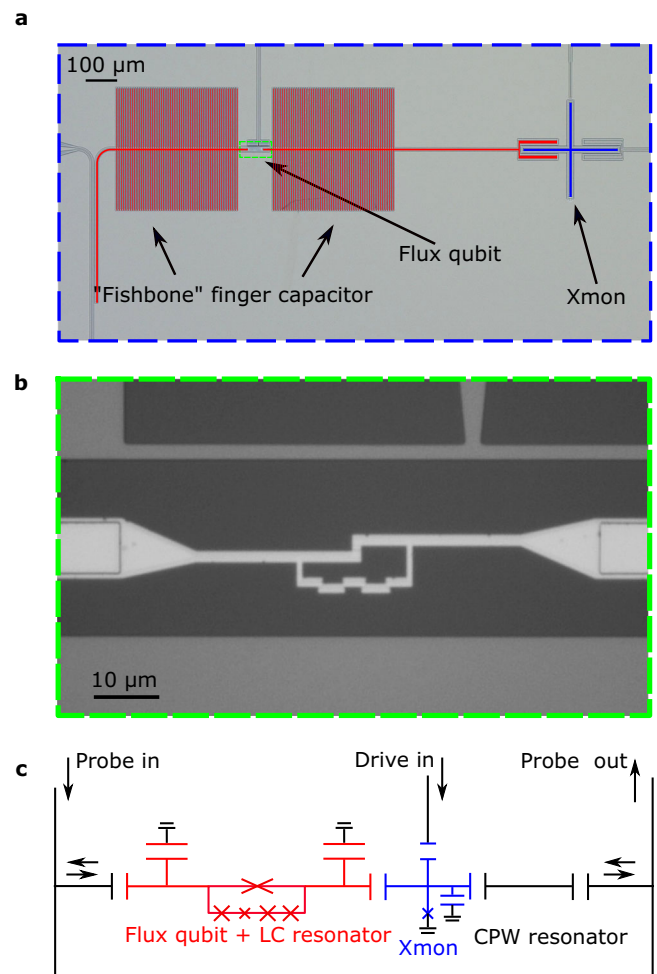 a
100 μm
Flux qubit
"Fishbone" finger capacitor
Xmon
b
10 μm
c
Probe in
Drive in
Probe out
Flux qubit + LC resonator
Xmon
CPW resonator